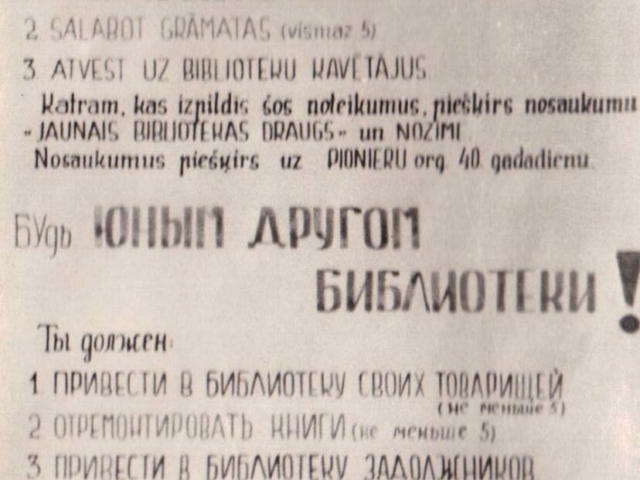 2. SALABOT GRĀMATAS (vismaz 5)
3. ATVEST UZ BIBLIOTEKU KAVĒTĀJUS
Katram, kas izpildīs šos noteikumus, piešķirs nosaukumu
"JAUNAIS BIBLIOTEKAS DRAUGS" un NOZĪMI.
Nosaukumus piešķirs uz PIONIERU org. 40. gadadienu.
БУДЬ ЮНЫМ ДРУГОМ
БИБЛИОТЕКИ!
Ты должен:
1. ПРИВЕСТИ В БИБЛИОТЕКУ СВОИХ ТОВАРИЩЕЙ
(не меньше 5)
2. ОТРЕМОНТИРОВАТЬ КНИГИ (не меньше 5)
3. ПРИВЕСТИ В БИБЛИОТЕКУ ЗАДОЛЖНИКОВ